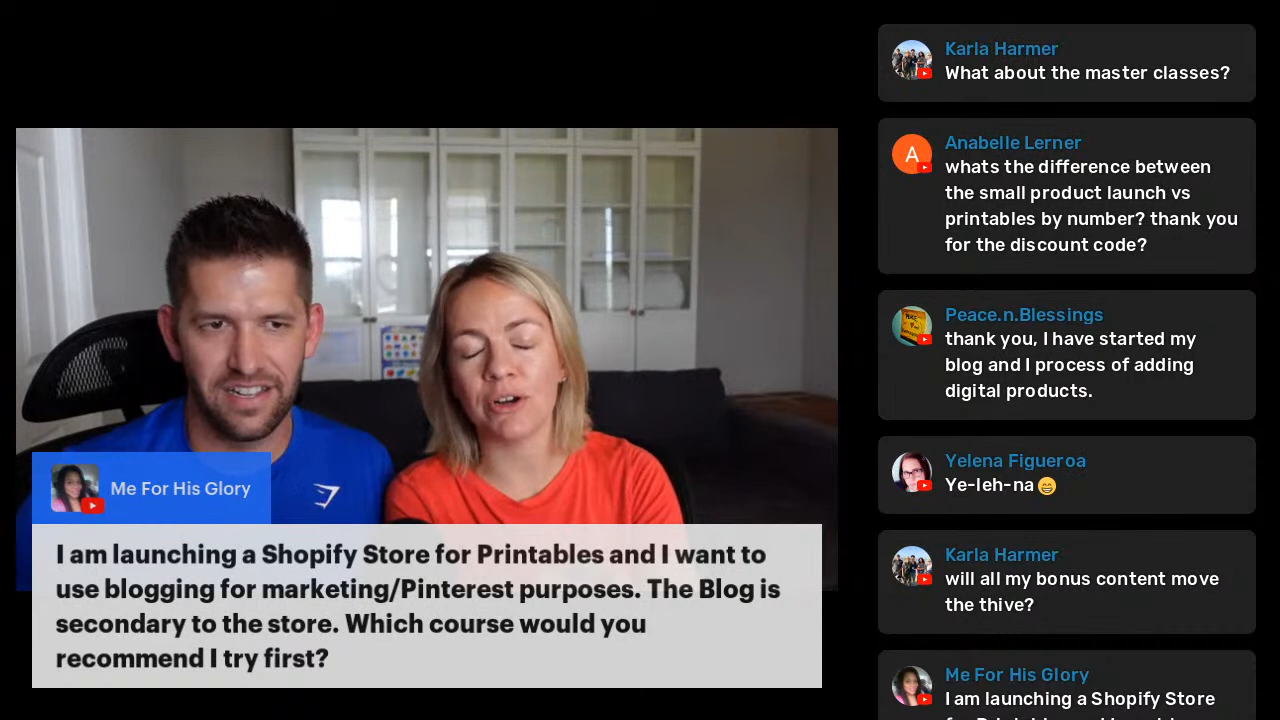 Me For His Glory
I am launching a Shopify Store for Printables and I want to
use blogging for marketing/Pinterest purposes. The Blog is
secondary to the store. Which course would you
recommend I try first?
Karla Harmer
What about the master classes?
A
Anabelle Lerner
whats the difference between
the small product launch vs
printables by number? thank you
for the discount code?
Peace.n.Blessings
thank you, I have started my
blog and I process of adding
digital products.
Yelena Figueroa
Ye-leh-na😄
Karla Harmer
will all my bonus content move
the thive?
Me For His Glory
I am launching a Shopify Store